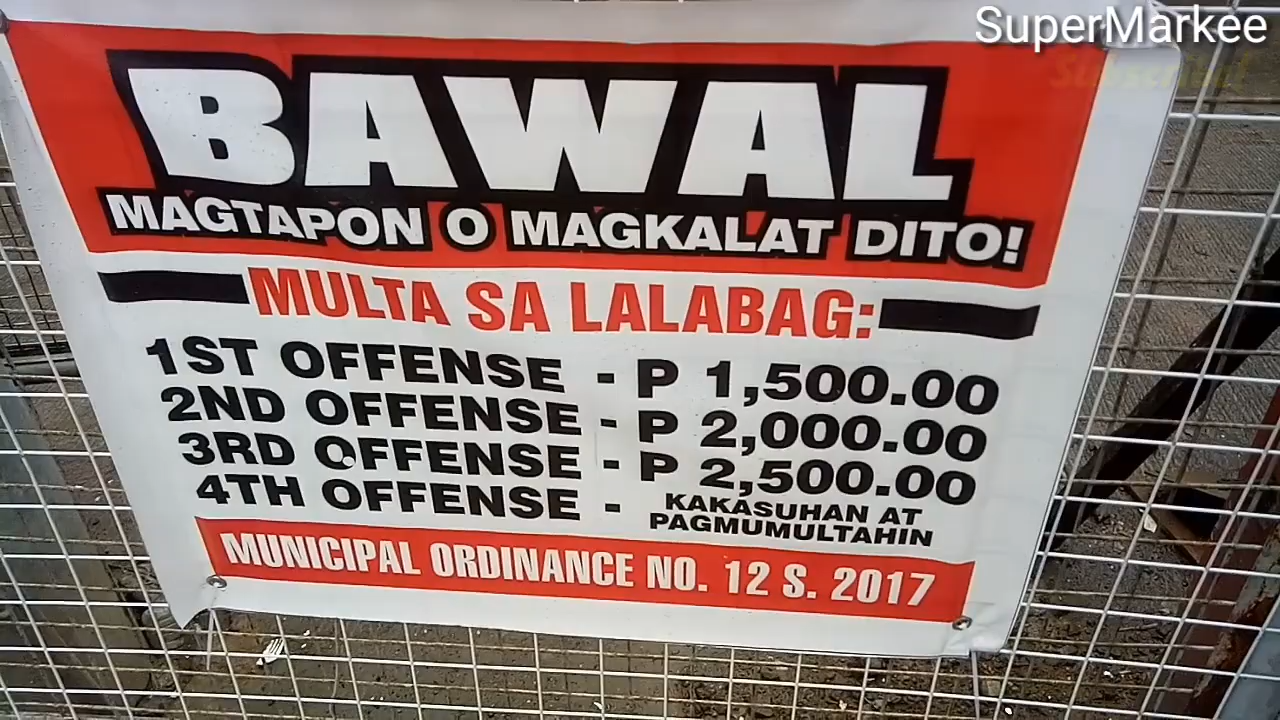 SuperMarkee
Subscribe!
BAWAL
MAGTAPON O MAGKALAT DITO!
MULTA SA LALABAG:
1ST OFFENSE - P 1,500.00
2ND OFFENSE - P 2,000.00
3RD OFFENSE - P 2,500.00
4TH OFFENSE - KAKASUHAN AT
PAGMUMULTAHIN
MUNICIPAL ORDINANCE NO. 12 S. 2017